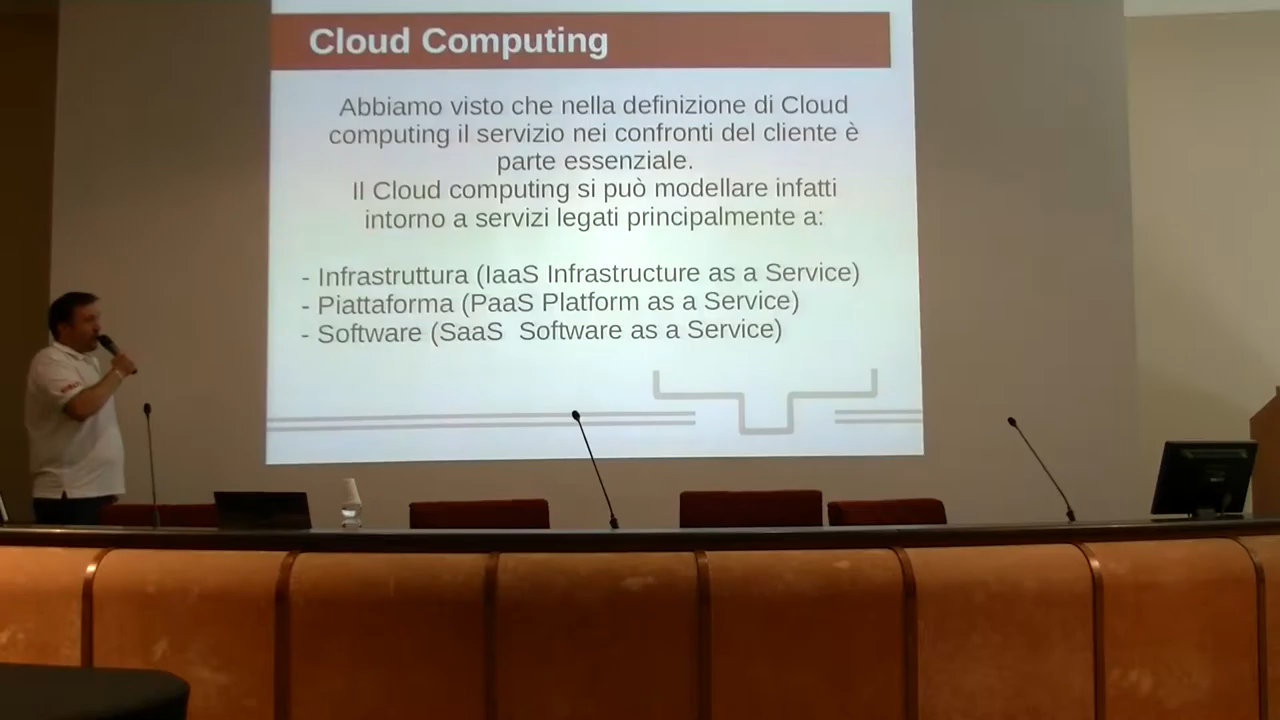 Cloud Computing
Abbiamo visto che nella definizione di Cloud
computing il servizio nei confronti del cliente è
parte essenziale.
Il Cloud computing si può modellare infatti
intorno a servizi legati principalmente a:
- Infrastruttura (IaaS Infrastructure as a Service)
- Piattaforma (PaaS Platform as a Service)
- Software (SaaS  Software as a Service)